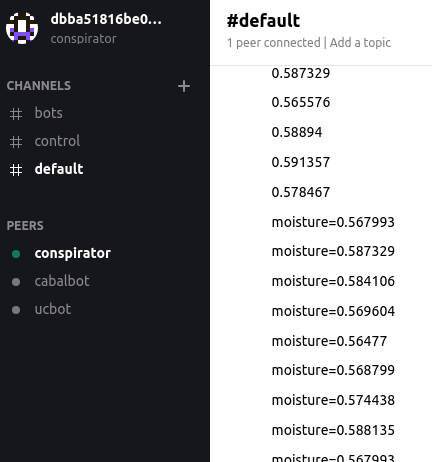 dbba51816be0...
conspirator
CHANNELS +
# bots
# control
# default
PEERS
conspirator
cabalbot
ucbot
#default
1 peer connected | Add a topic
0.587329
0.565576
0.58894
0.591357
0.578467
moisture=0.567993
moisture=0.587329
moisture=0.584106
moisture=0.569604
moisture=0.56477
moisture=0.568799
moisture=0.574438
moisture=0.588135
moisture=0.567993